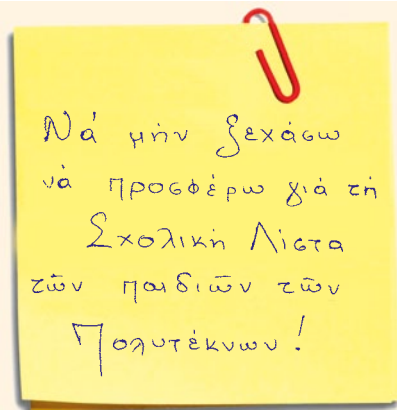 Νά μήν ξεχάσω
νά προσφέρω γιά τή
Σχολική Λίστα
τῶν παιδιῶν τῶν
Πολυτέκνων!